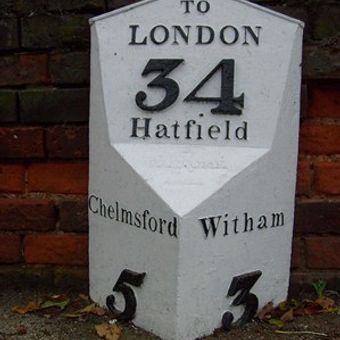 TO
LONDON
34
Hatfield
Chelmsford
5
Witham
3